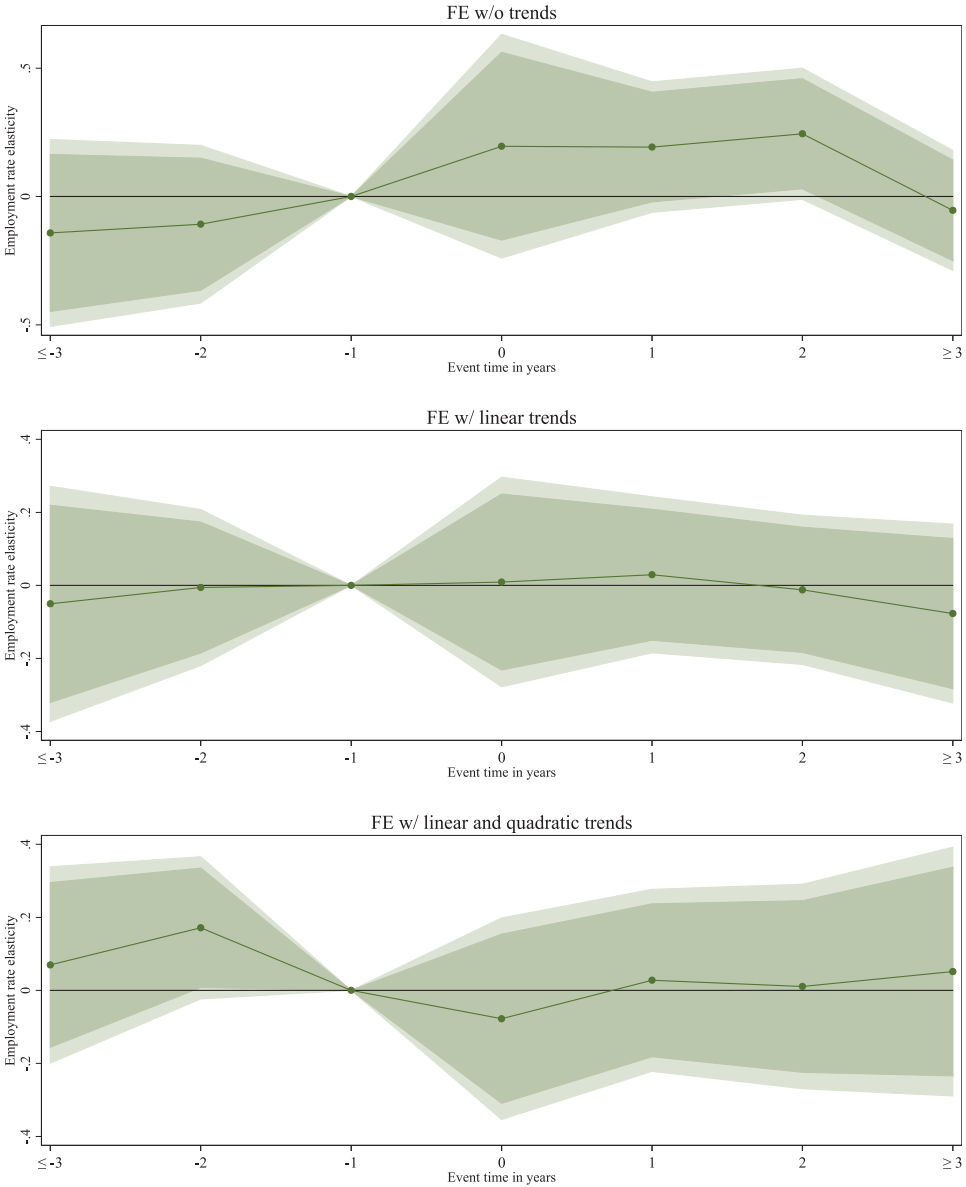 FE w/o trends
Employment rate elasticity
.5
0
-.5
≤ -3 -2 -1 0 1 2 ≥ 3
Event time in years
FE w/ linear trends
Employment rate elasticity
.4
.2
0
-.2
-.4
≤ -3 -2 -1 0 1 2 ≥ 3
Event time in years
FE w/ linear and quadratic trends
Employment rate elasticity
.4
.2
0
-.2
-.4
≤ -3 -2 -1 0 1 2 ≥ 3
Event time in years